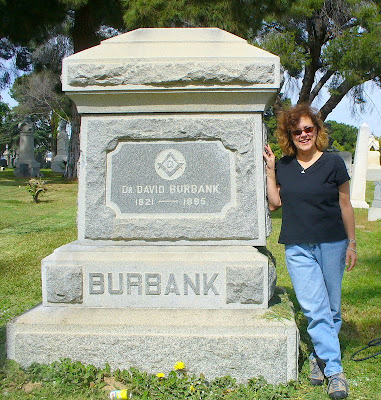 Dr. DAVID BURBANK
1821 — 1895
BURBANK